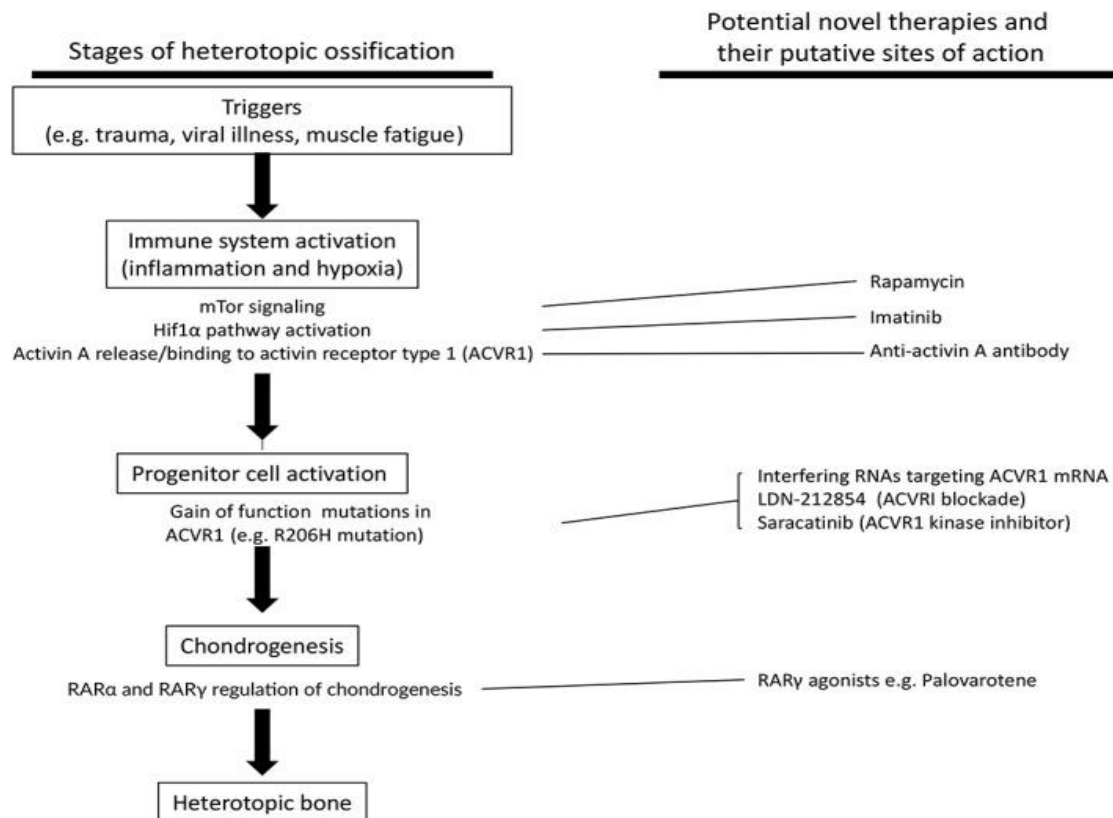 Stages of heterotopic ossification
Potential novel therapies and
their putative sites of action
Triggers
(e.g. trauma, viral illness, muscle fatigue)
Immune system activation
(inflammation and hypoxia)
mTor signaling
Hif1α pathway activation
Activin A release/binding to activin receptor type 1 (ACVR1)
Rapamycin
Imatinib
Anti-activin A antibody
Progenitor cell activation
Gain of function mutations in
ACVR1 (e.g. R206H mutation)
Interfering RNAs targeting ACVR1 mRNA
LDN-212854 (ACVRI blockade)
Saracatinib (ACVR1 kinase inhibitor)
Chondrogenesis
RARα and RARγ regulation of chondrogenesis
RARγ agonists e.g. Palovarotene
Heterotopic bone